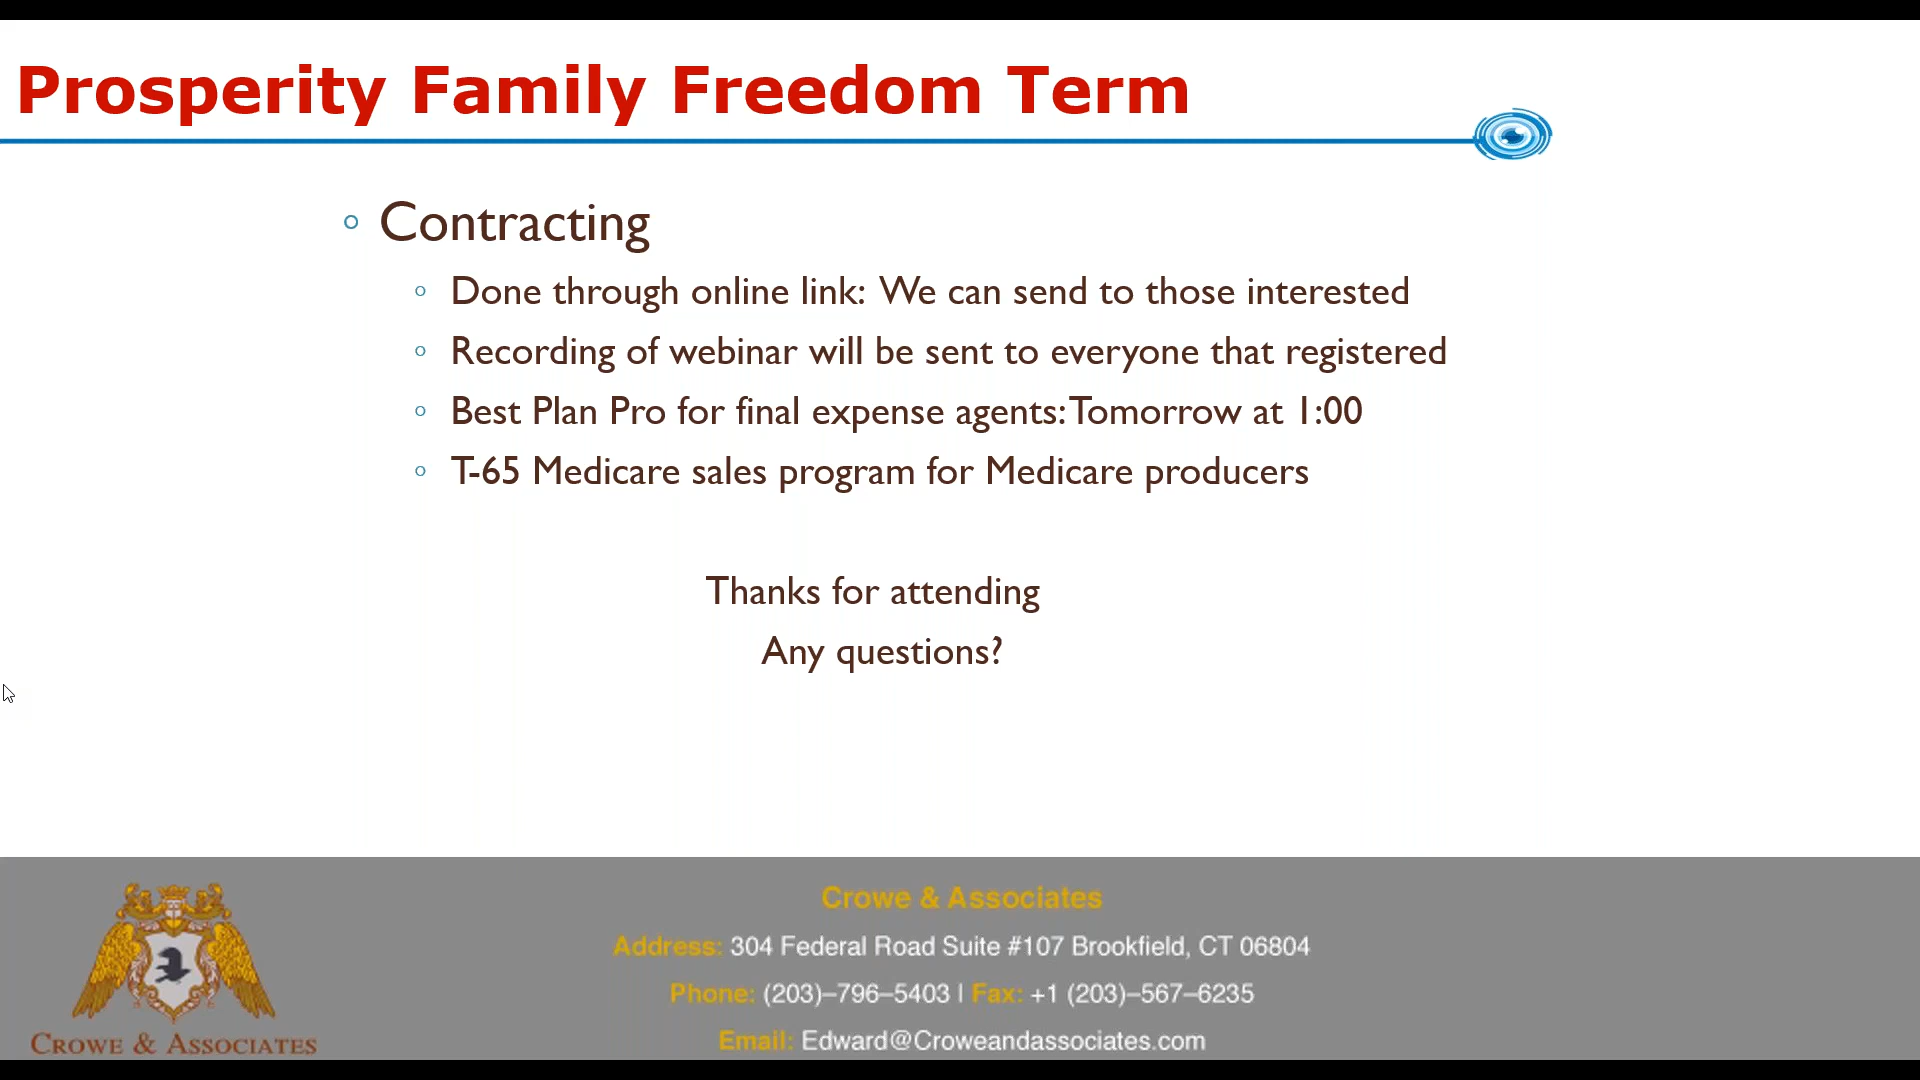 Prosperity Family Freedom Term
Contracting
Done through online link: We can send to those interested
Recording of webinar will be sent to everyone that registered
Best Plan Pro for final expense agents: Tomorrow at 1:00
T-65 Medicare sales program for Medicare producers
Thanks for attending
Any questions?
Crowe & Associates
Address: 304 Federal Road Suite #107 Brookfield, CT 06804
Phone: (203)–796–5403 | Fax: +1 (203)–567–6235
Email: Edward@Croweandassociates.com
Crowe & Associates